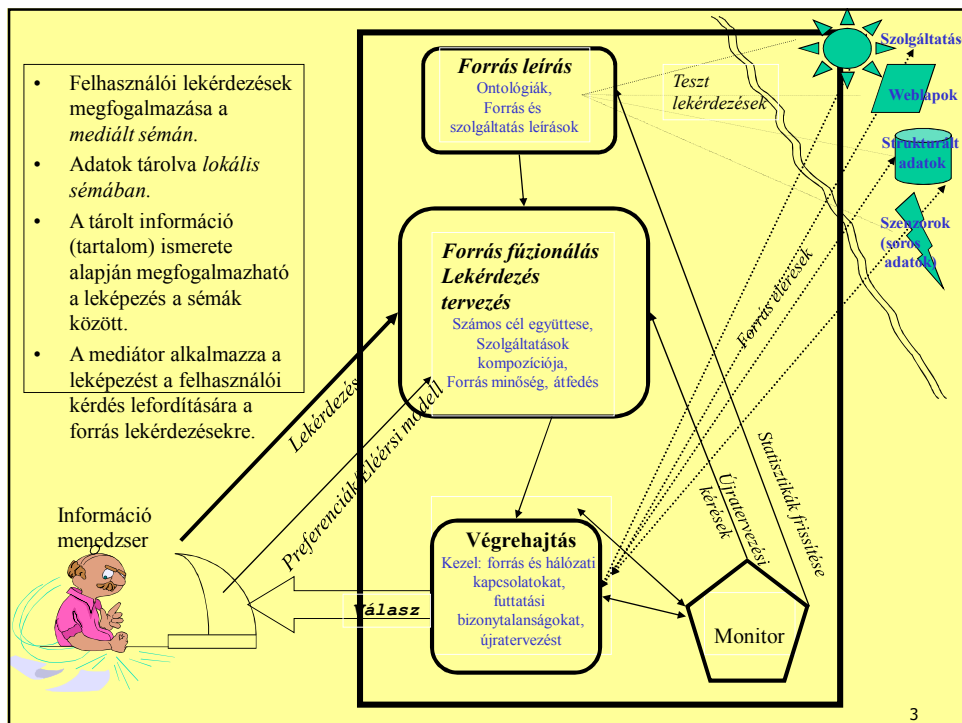 • Felhasználói lekérdezések
megfogalmazása a
mediált sémán.
• Adatok tárolva lokális
sémában.
• A tárolt információ
(tartalom) ismerete
alapján megfogalmazható
a leképezés a sémák
között.
• A mediátor alkalmazza a
leképezést a felhasználói
kérdés lefordítására a
forrás lekérdezésekre.
Információ
menedzser
Forrás leírás
Ontológiák,
Forrás és
szolgáltatás leírások
Teszt
lekérdezések
Szolgáltatás
Weblapok
Strukturált
adatok
Szenzorok
(soros
adatok)
Forrás fúzionálás
Lekérdezés
tervezés
Számos cél együttese,
Szolgáltatások
kompozíciója,
Forrás minőség, átfedés
Lekérdezés
Preferenciák/Eléérsi modell
Forrás elérések
Statisztikák frissítése
Újratervezési
kérések
Végrehajtás
Kezel: forrás és hálózati
kapcsolatokat,
futtatási
bizonytalanságokat,
újratervezést
Válasz
Monitor
3